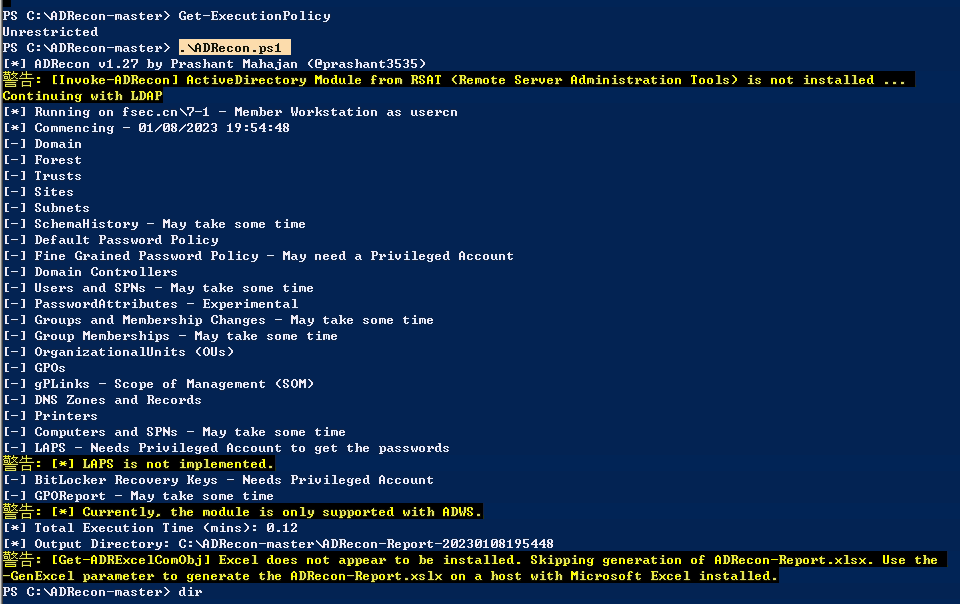 PS C:\ADRecon-master> Get-ExecutionPolicy
Unrestricted
PS C:\ADRecon-master> .\ADRecon.ps1
[*] ADRecon v1.27 by Prashant Mahajan (@prashant3535)
警告: [Invoke-ADRecon] ActiveDirectory Module from RSAT (Remote Server Administration Tools) is not installed ...
Continuing with LDAP
[*] Running on fsec.cn\7-1 - Member Workstation as usercn
[*] Commencing - 01/08/2023 19:54:48
[-] Domain
[-] Forest
[-] Trusts
[-] Sites
[-] Subnets
[-] SchemaHistory - May take some time
[-] Default Password Policy
[-] Fine Grained Password Policy - May need a Privileged Account
[-] Domain Controllers
[-] Users and SPNs - May take some time
[-] PasswordAttributes - Experimental
[-] Groups and Membership Changes - May take some time
[-] Group Memberships - May take some time
[-] OrganizationalUnits (OUs)
[-] GPOs
[-] gPLinks - Scope of Management (SOM)
[-] DNS Zones and Records
[-] Printers
[-] Computers and SPNs - May take some time
[-] LAPS - Needs Privileged Account to get the passwords
警告: [*] LAPS is not implemented.
[-] BitLocker Recovery Keys - Needs Privileged Account
[-] GPOReport - May take some time
警告: [*] Currently, the module is only supported with ADWS.
[*] Total Execution Time (mins): 0.12
[*] Output Directory: C:\ADRecon-master\ADRecon-Report-20230108195448
警告: [Get-ADRExcelComObj] Excel does not appear to be installed. Skipping generation of ADRecon-Report.xlsx. Use the
-GenExcel parameter to generate the ADRecon-Report.xslx on a host with Microsoft Excel installed.
PS C:\ADRecon-master> dir